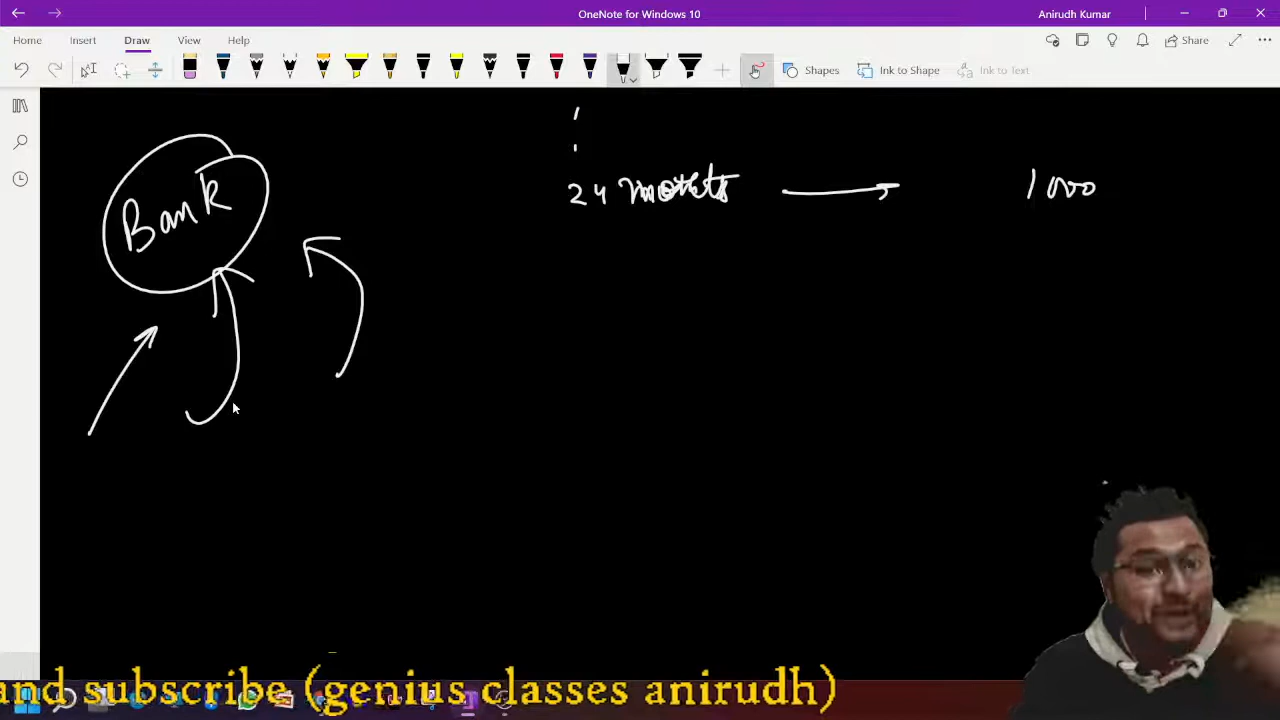 OneNote for Windows 10
Anirudh Kumar
Home Insert Draw View Help
Share
Shapes
Ink to Shape
Ink to Text
24 months 1000
Bank
and subscribe (genius classes anirudh)